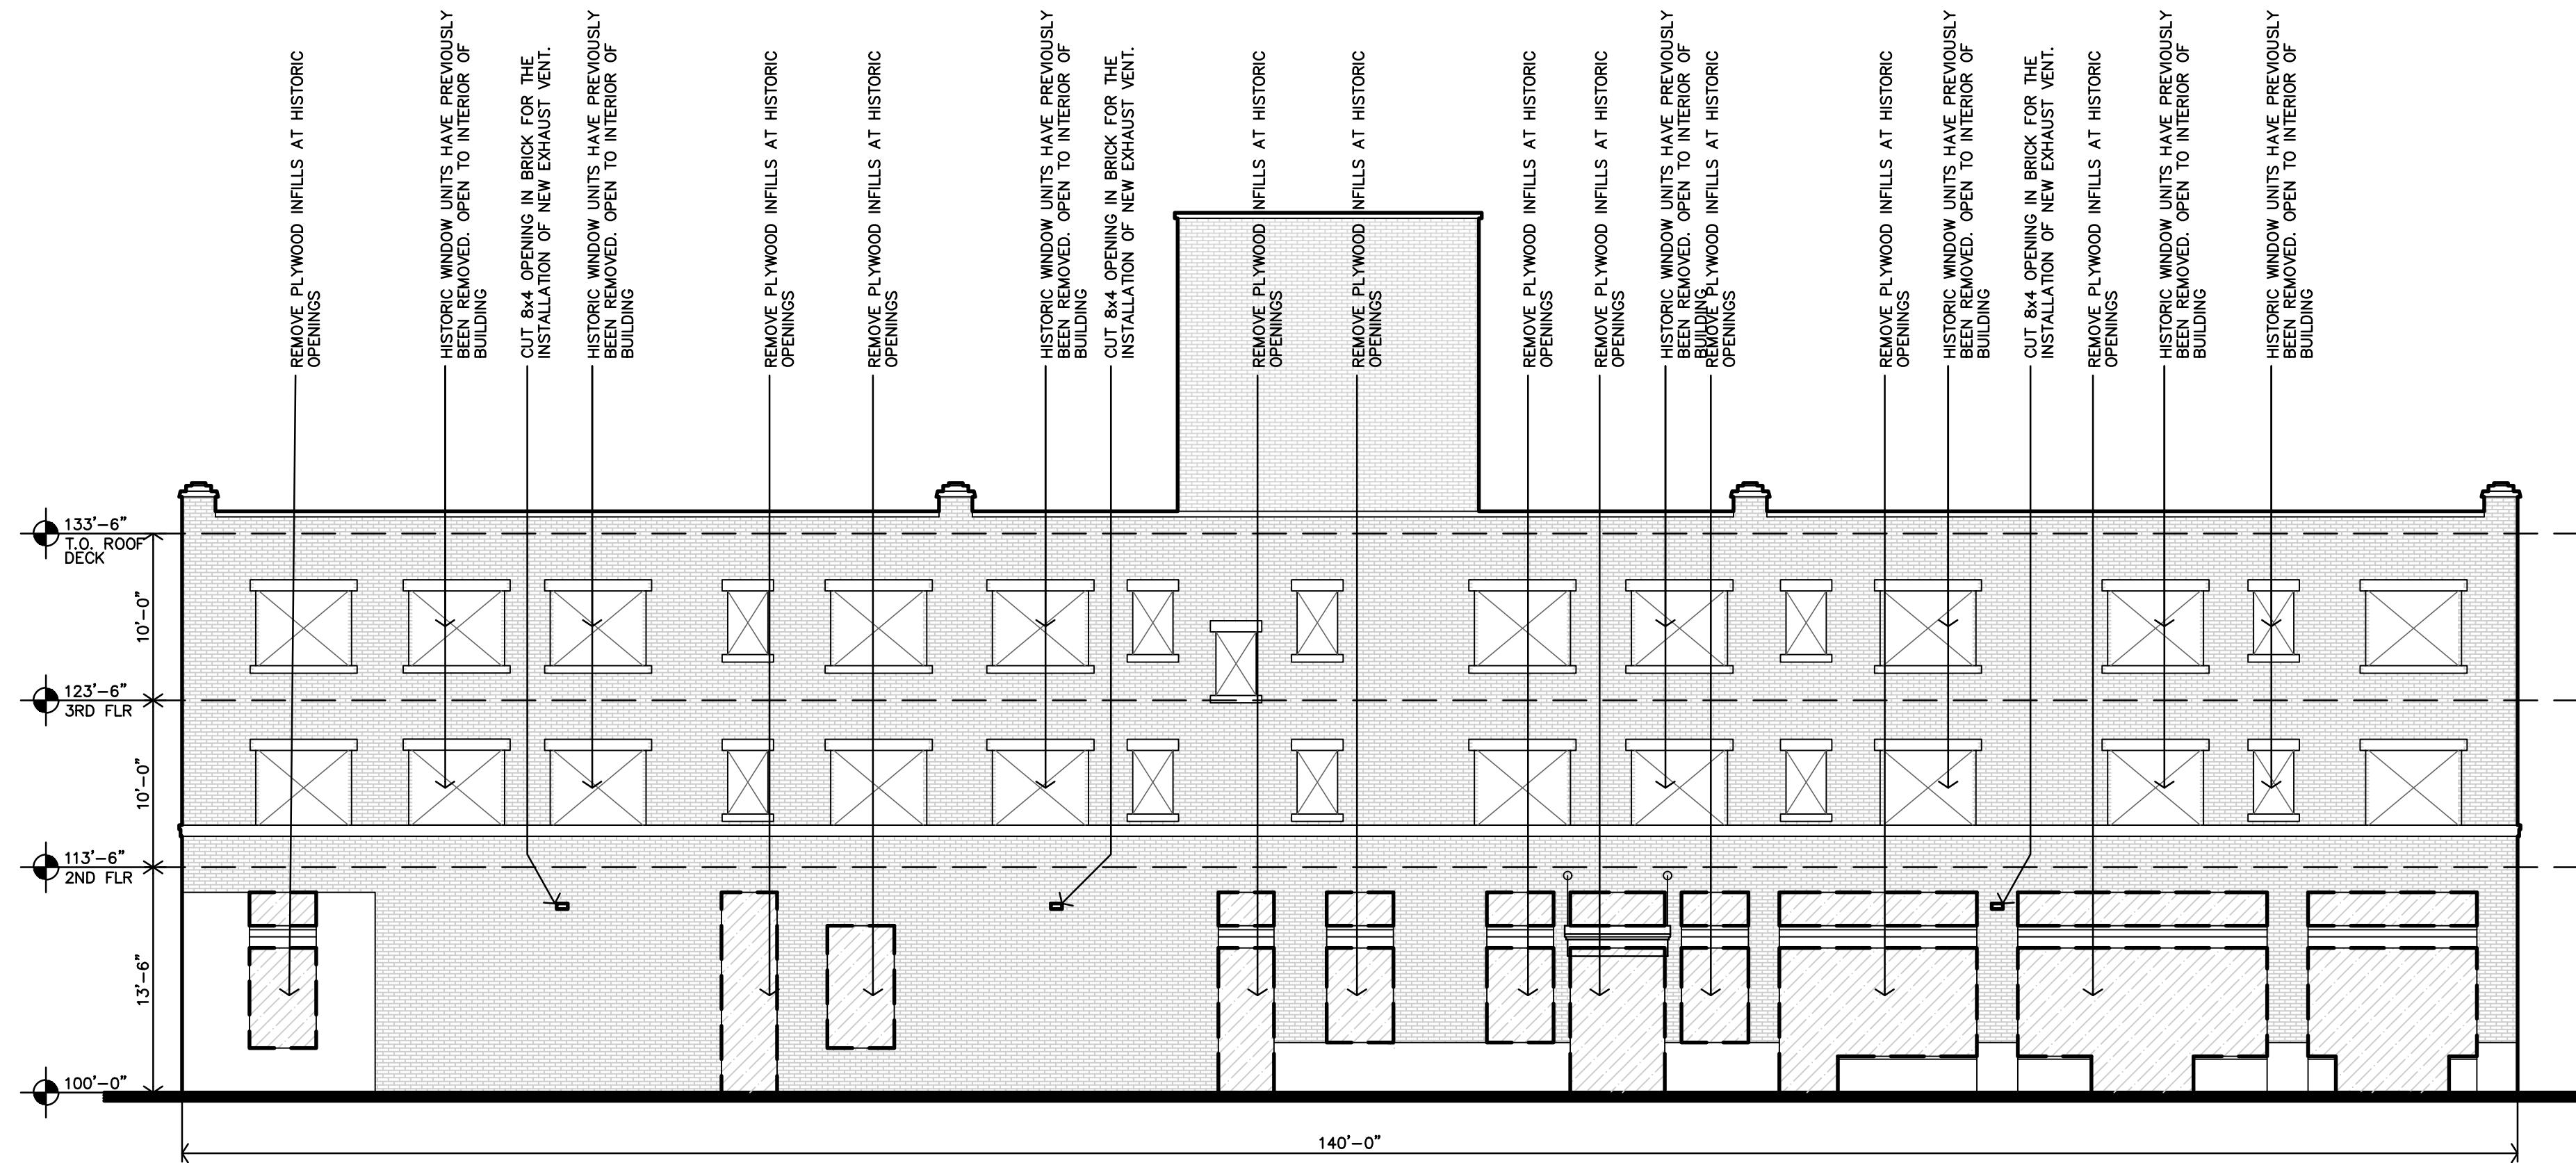 REMOVE PLYWOOD INFILLS AT HISTORIC
OPENINGS
HISTORIC WINDOW UNITS HAVE PREVIOUSLY
BEEN REMOVED. OPEN TO INTERIOR OF
BUILDING
CUT 8x4 OPENING IN BRICK FOR THE
INSTALLATION OF NEW EXHAUST VENT.
HISTORIC WINDOW UNITS HAVE PREVIOUSLY
BEEN REMOVED. OPEN TO INTERIOR OF
BUILDING
REMOVE PLYWOOD INFILLS AT HISTORIC
OPENINGS
REMOVE PLYWOOD INFILLS AT HISTORIC
OPENINGS
HISTORIC WINDOW UNITS HAVE PREVIOUSLY
BEEN REMOVED. OPEN TO INTERIOR OF
BUILDING
CUT 8x4 OPENING IN BRICK FOR THE
INSTALLATION OF NEW EXHAUST VENT.
REMOVE PLYWOOD INFILLS AT HISTORIC
OPENINGS
REMOVE PLYWOOD INFILLS AT HISTORIC
OPENINGS
REMOVE PLYWOOD INFILLS AT HISTORIC
OPENINGS
REMOVE PLYWOOD INFILLS AT HISTORIC
OPENINGS
HISTORIC WINDOW UNITS HAVE PREVIOUSLY
BEEN REMOVED. OPEN TO INTERIOR OF
BUILDING
REMOVE PLYWOOD INFILLS AT HISTORIC
OPENINGS
REMOVE PLYWOOD INFILLS AT HISTORIC
OPENINGS
HISTORIC WINDOW UNITS HAVE PREVIOUSLY
BEEN REMOVED. OPEN TO INTERIOR OF
BUILDING
CUT 8x4 OPENING IN BRICK FOR THE
INSTALLATION OF NEW EXHAUST VENT.
REMOVE PLYWOOD INFILLS AT HISTORIC
OPENINGS
HISTORIC WINDOW UNITS HAVE PREVIOUSLY
BEEN REMOVED. OPEN TO INTERIOR OF
BUILDING
HISTORIC WINDOW UNITS HAVE PREVIOUSLY
BEEN REMOVED. OPEN TO INTERIOR OF
BUILDING
133'-6"
T.O. ROOF
DECK
10'-0"
123'-6"
3RD FLR
10'-0"
113'-6"
2ND FLR
13'-6"
100'-0"
140'-0"